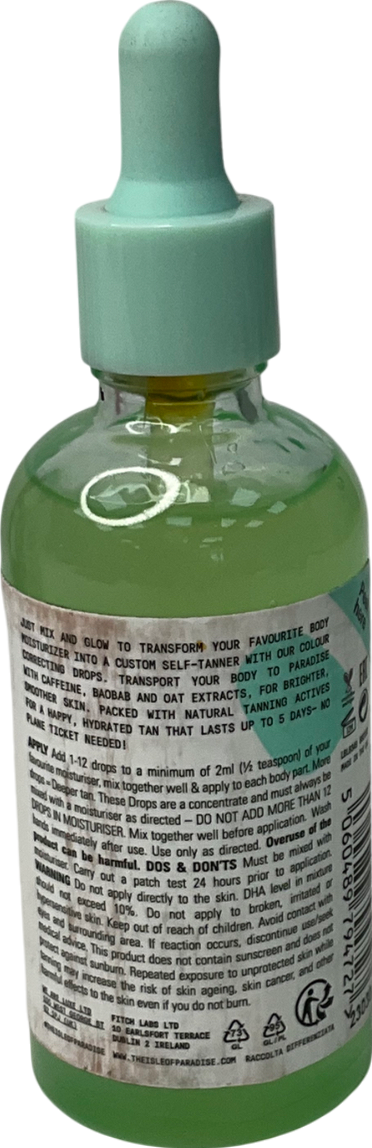 JUST MIX AND GLOW TO TRANSFORM YOUR FAVOURITE BODY
MOISTURIZER INTO A CUSTOM SELF-TANNER WITH OUR COLOUR
CORRECTING DROPS. TRANSPORT YOUR BODY TO PARADISE
WITH CAFFEINE, BAOBAB AND OAT EXTRACTS, FOR BRIGHTER,
SMOOTHER SKIN. PACKED WITH NATURAL TANNING ACTIVES
FOR A HAPPY, HYDRATED TAN THAT LASTS UP TO 5 DAYS- NO
PLANE TICKET NEEDED!
APPLY Add 1-12 drops to a minimum of 2ml (½ teaspoon) of your
favourite moisturiser, mix together well & apply to each body part. More
drops = Deeper tan. These Drops are a concentrate and must always be
mixed with a moisturiser as directed – DO NOT ADD MORE THAN 12
DROPS IN MOISTURISER. Mix together well before application. Wash
hands immediately after use. Use only as directed. Overuse of the
product can be harmful. DOS & DON'TS Must be mixed with
moisturiser. Carry out a patch test 24 hours prior to application.
WARNING Do not apply directly to the skin. DHA level in mixture
should not exceed 10%. Do not apply to broken, irritated or
hypersensitive skin. Keep out of reach of children. Avoid contact with
eyes and surrounding area. If reaction occurs, discontinue use/seek
medical advice. This product does not contain sunscreen and does not
protect against sunburn. Repeated exposure to unprotected skin while
tanning may increase the risk of skin ageing, skin cancer, and other
harmful effects to the skin even if you do not burn.
FITCH LABS LTD
10 EARLSFORT TERRACE
DUBLIN 2 IRELAND
WWW.THEISLEOFPARADISE.COM RACCOLTA DIFFERENZIATA
#THEISLEOFPARADISE
GL
GL/PL
5 060489 794727